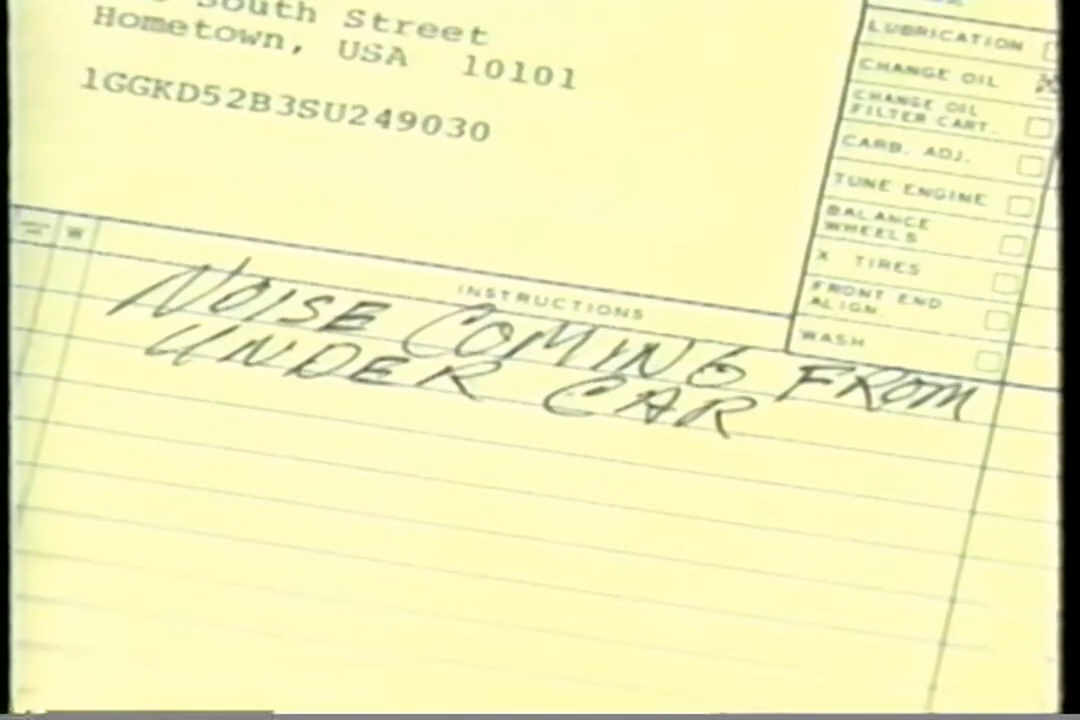 South Street
Hometown, USA 10101
1GGKD52B3SU249030
LUBRICATION
CHANGE OIL
CHANGE OIL
FILTER CART.
CARB. ADJ.
TUNE ENGINE
BALANCE
WHEELS
X TIRES
FRONT END
ALIGN.
WASH
INSTRUCTIONS
NOISE COMING FROM
UNDER CAR